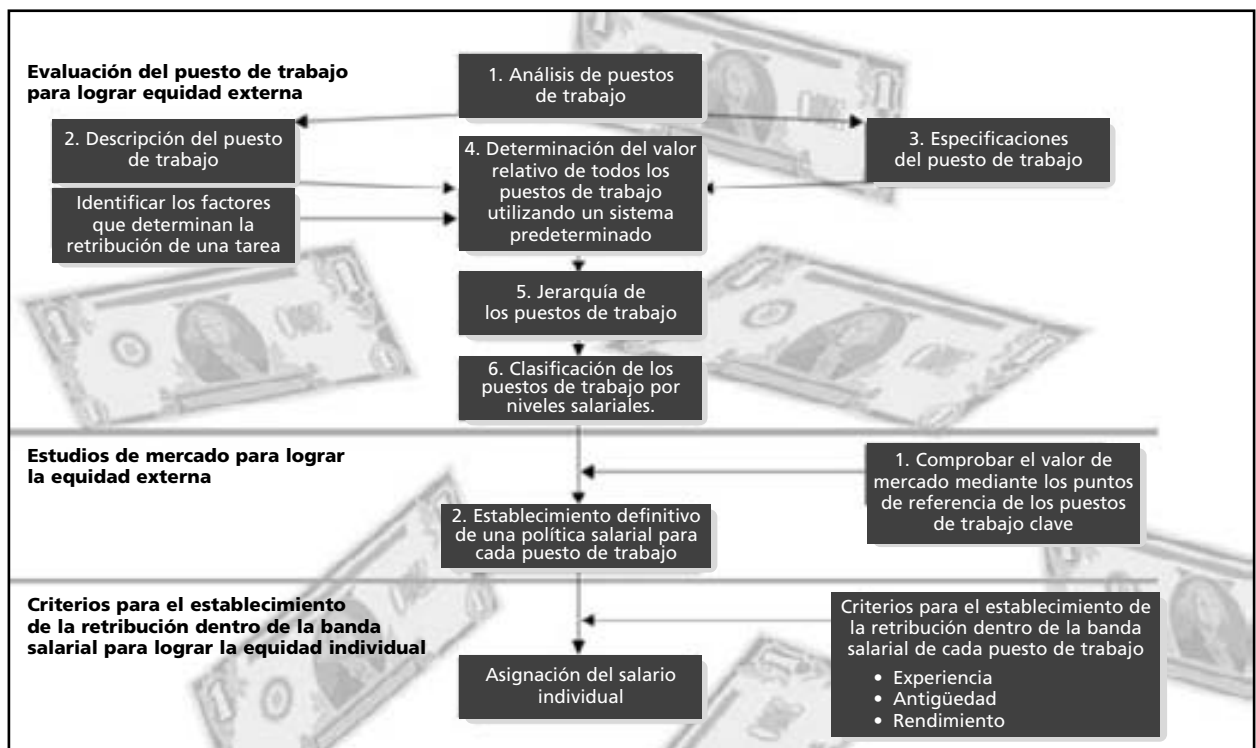 Evaluación del puesto de trabajo
para lograr equidad externa
1. Análisis de puestos
de trabajo
2. Descripción del puesto
de trabajo
3. Especificaciones
del puesto de trabajo
4. Determinación del valor
relativo de todos los
puestos de trabajo
utilizando un sistema
predeterminado
Identificar los factores
que determinan la
retribución de una tarea
5. Jerarquía de
los puestos de trabajo
6. Clasificación de los
puestos de trabajo por
niveles salariales.
Estudios de mercado para lograr
la equidad externa
1. Comprobar el valor de
mercado mediante los puntos
de referencia de los puestos
de trabajo clave
2. Establecimiento definitivo
de una política salarial para
cada puesto de trabajo
Criterios para el establecimiento
de la retribución dentro de la banda
salarial para lograr la equidad individual
Criterios para el establecimiento de
la retribución dentro de la banda
salarial de cada puesto de trabajo
• Experiencia
• Antigüedad
• Rendimiento
Asignación del salario
individual